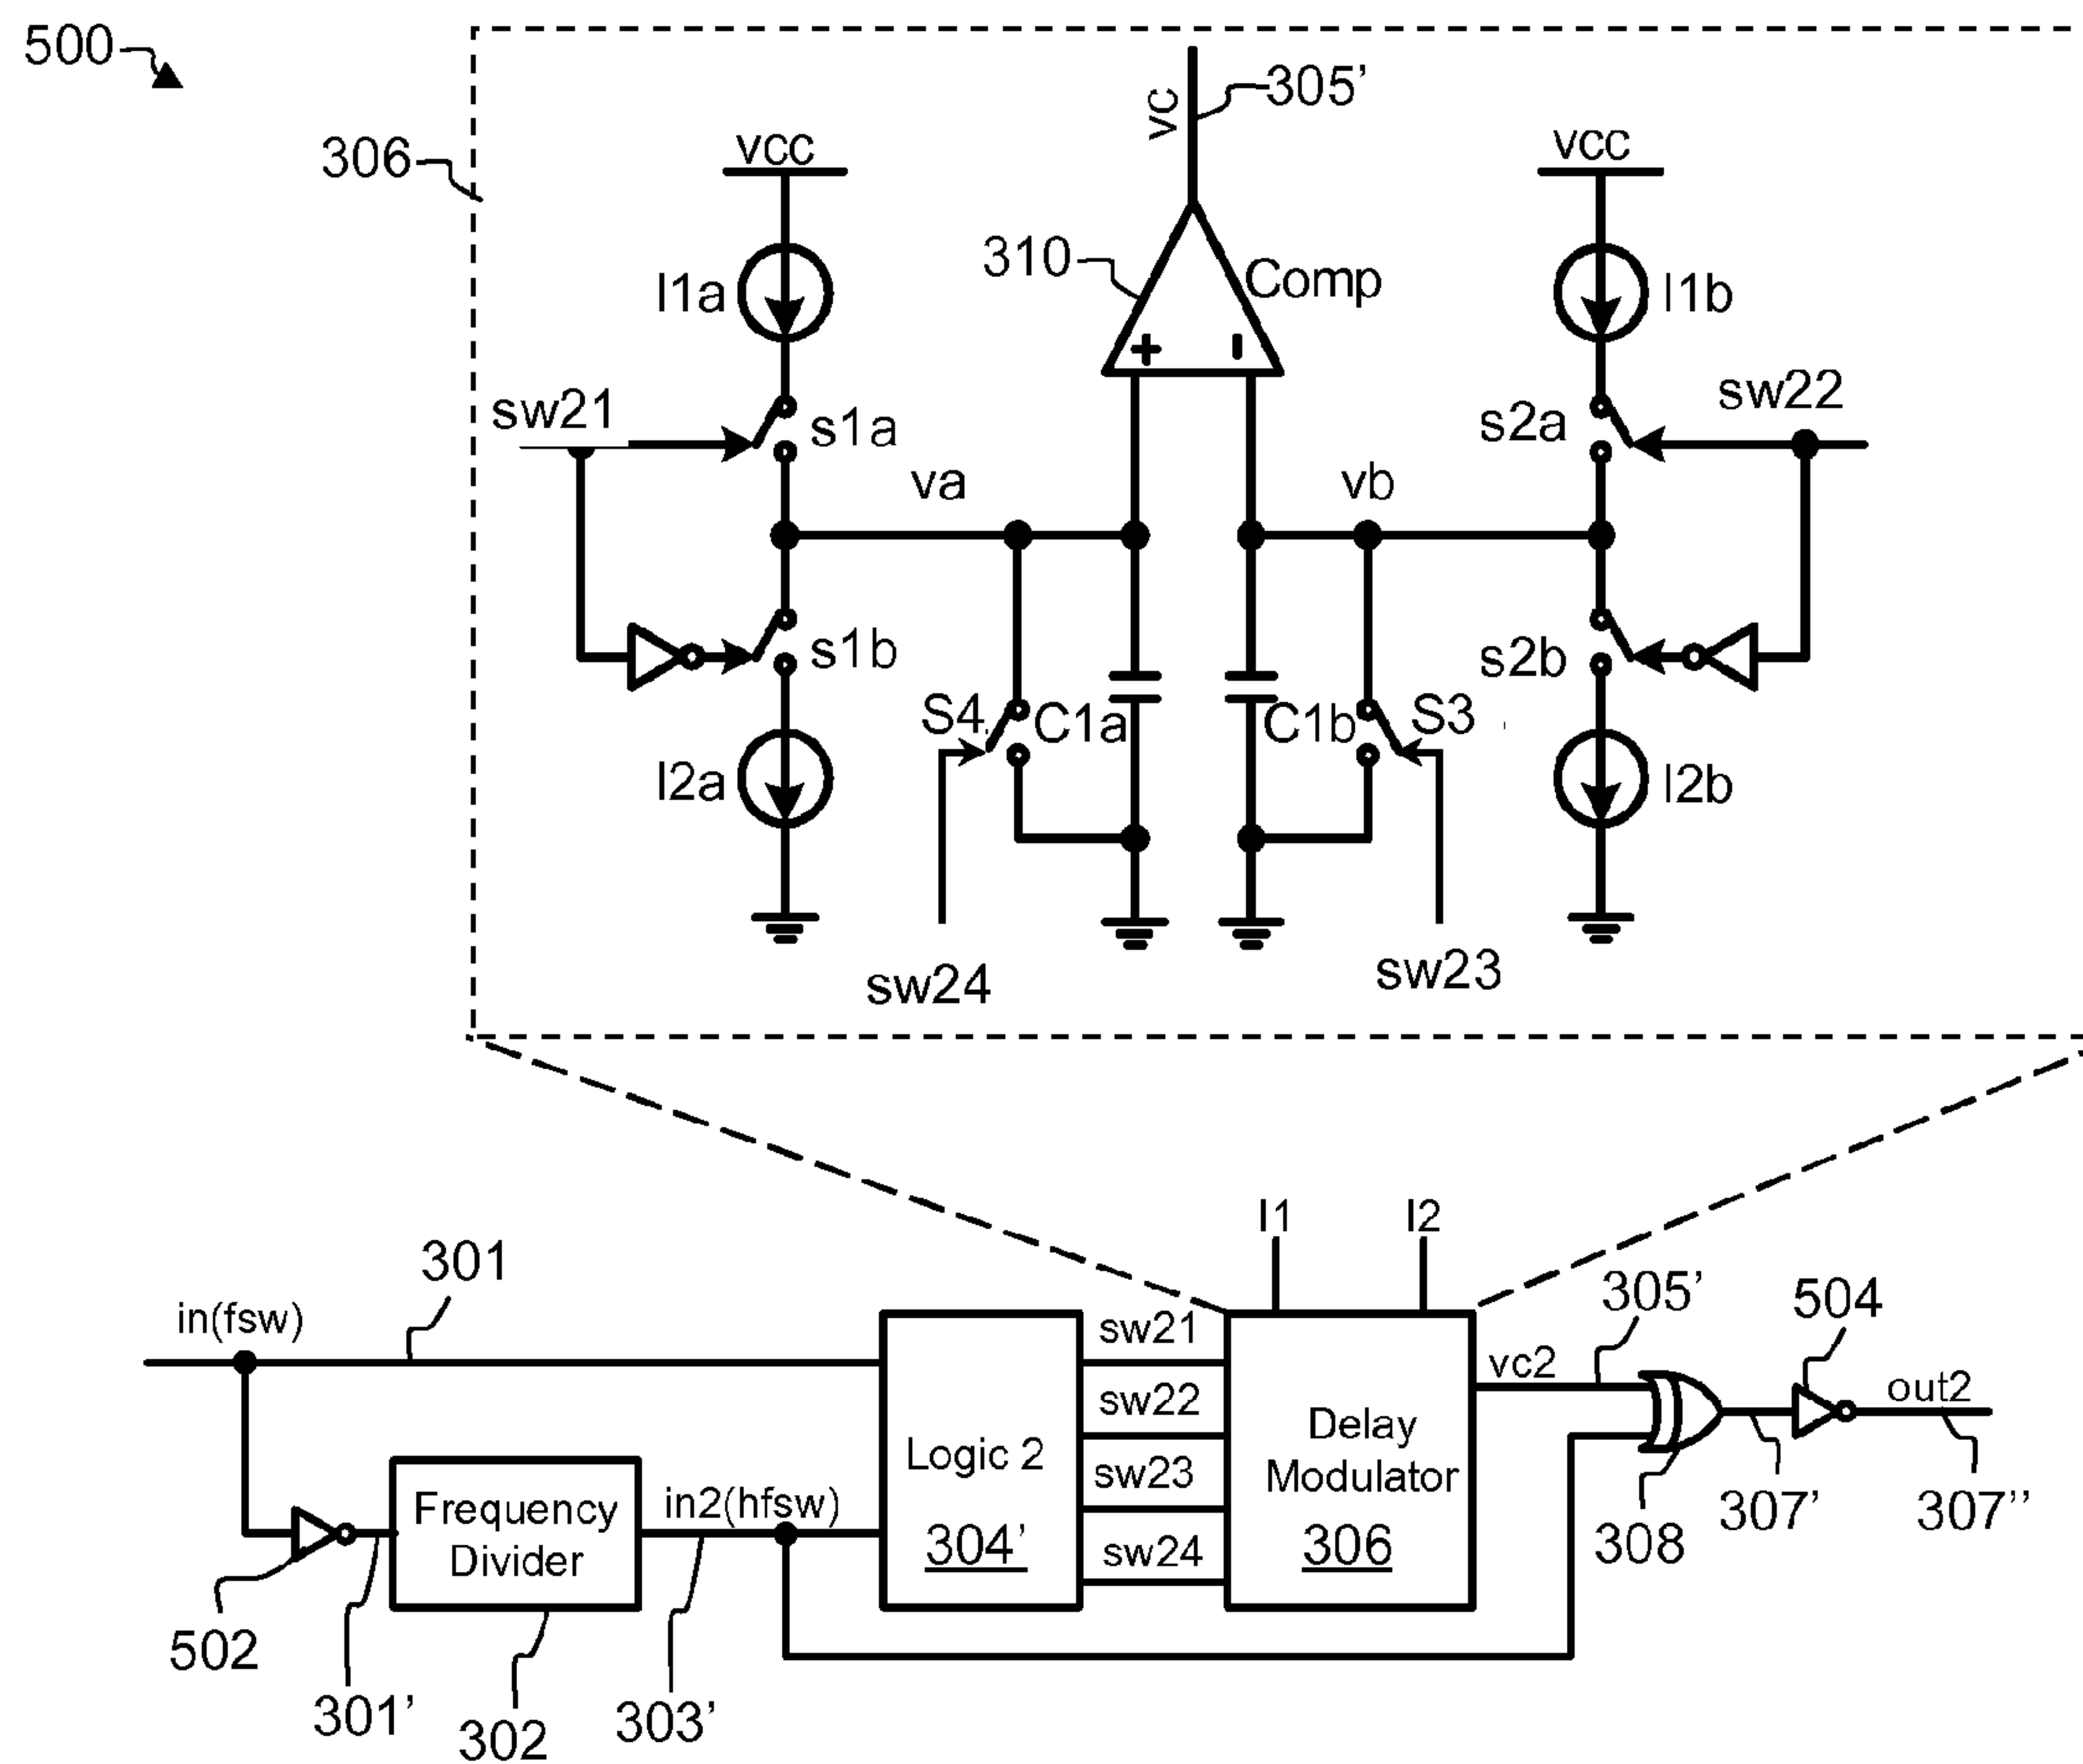 500
306
vc
305’
vcc
vcc
310
Comp
I1a
I1b
+
-
sw21
s1a
s2a
sw22
va
vb
s1b
s2b
S4
C1a
C1b
S3
I2a
I2b
sw24
sw23
I1
I2
301
305’
504
in(fsw)
sw21
vc2
out2
sw22
Delay
Modulator
306
Logic 2
304’
sw23
sw24
Frequency
Divider
in2(hfsw)
308
307’
307’’
502
301’
302
303’